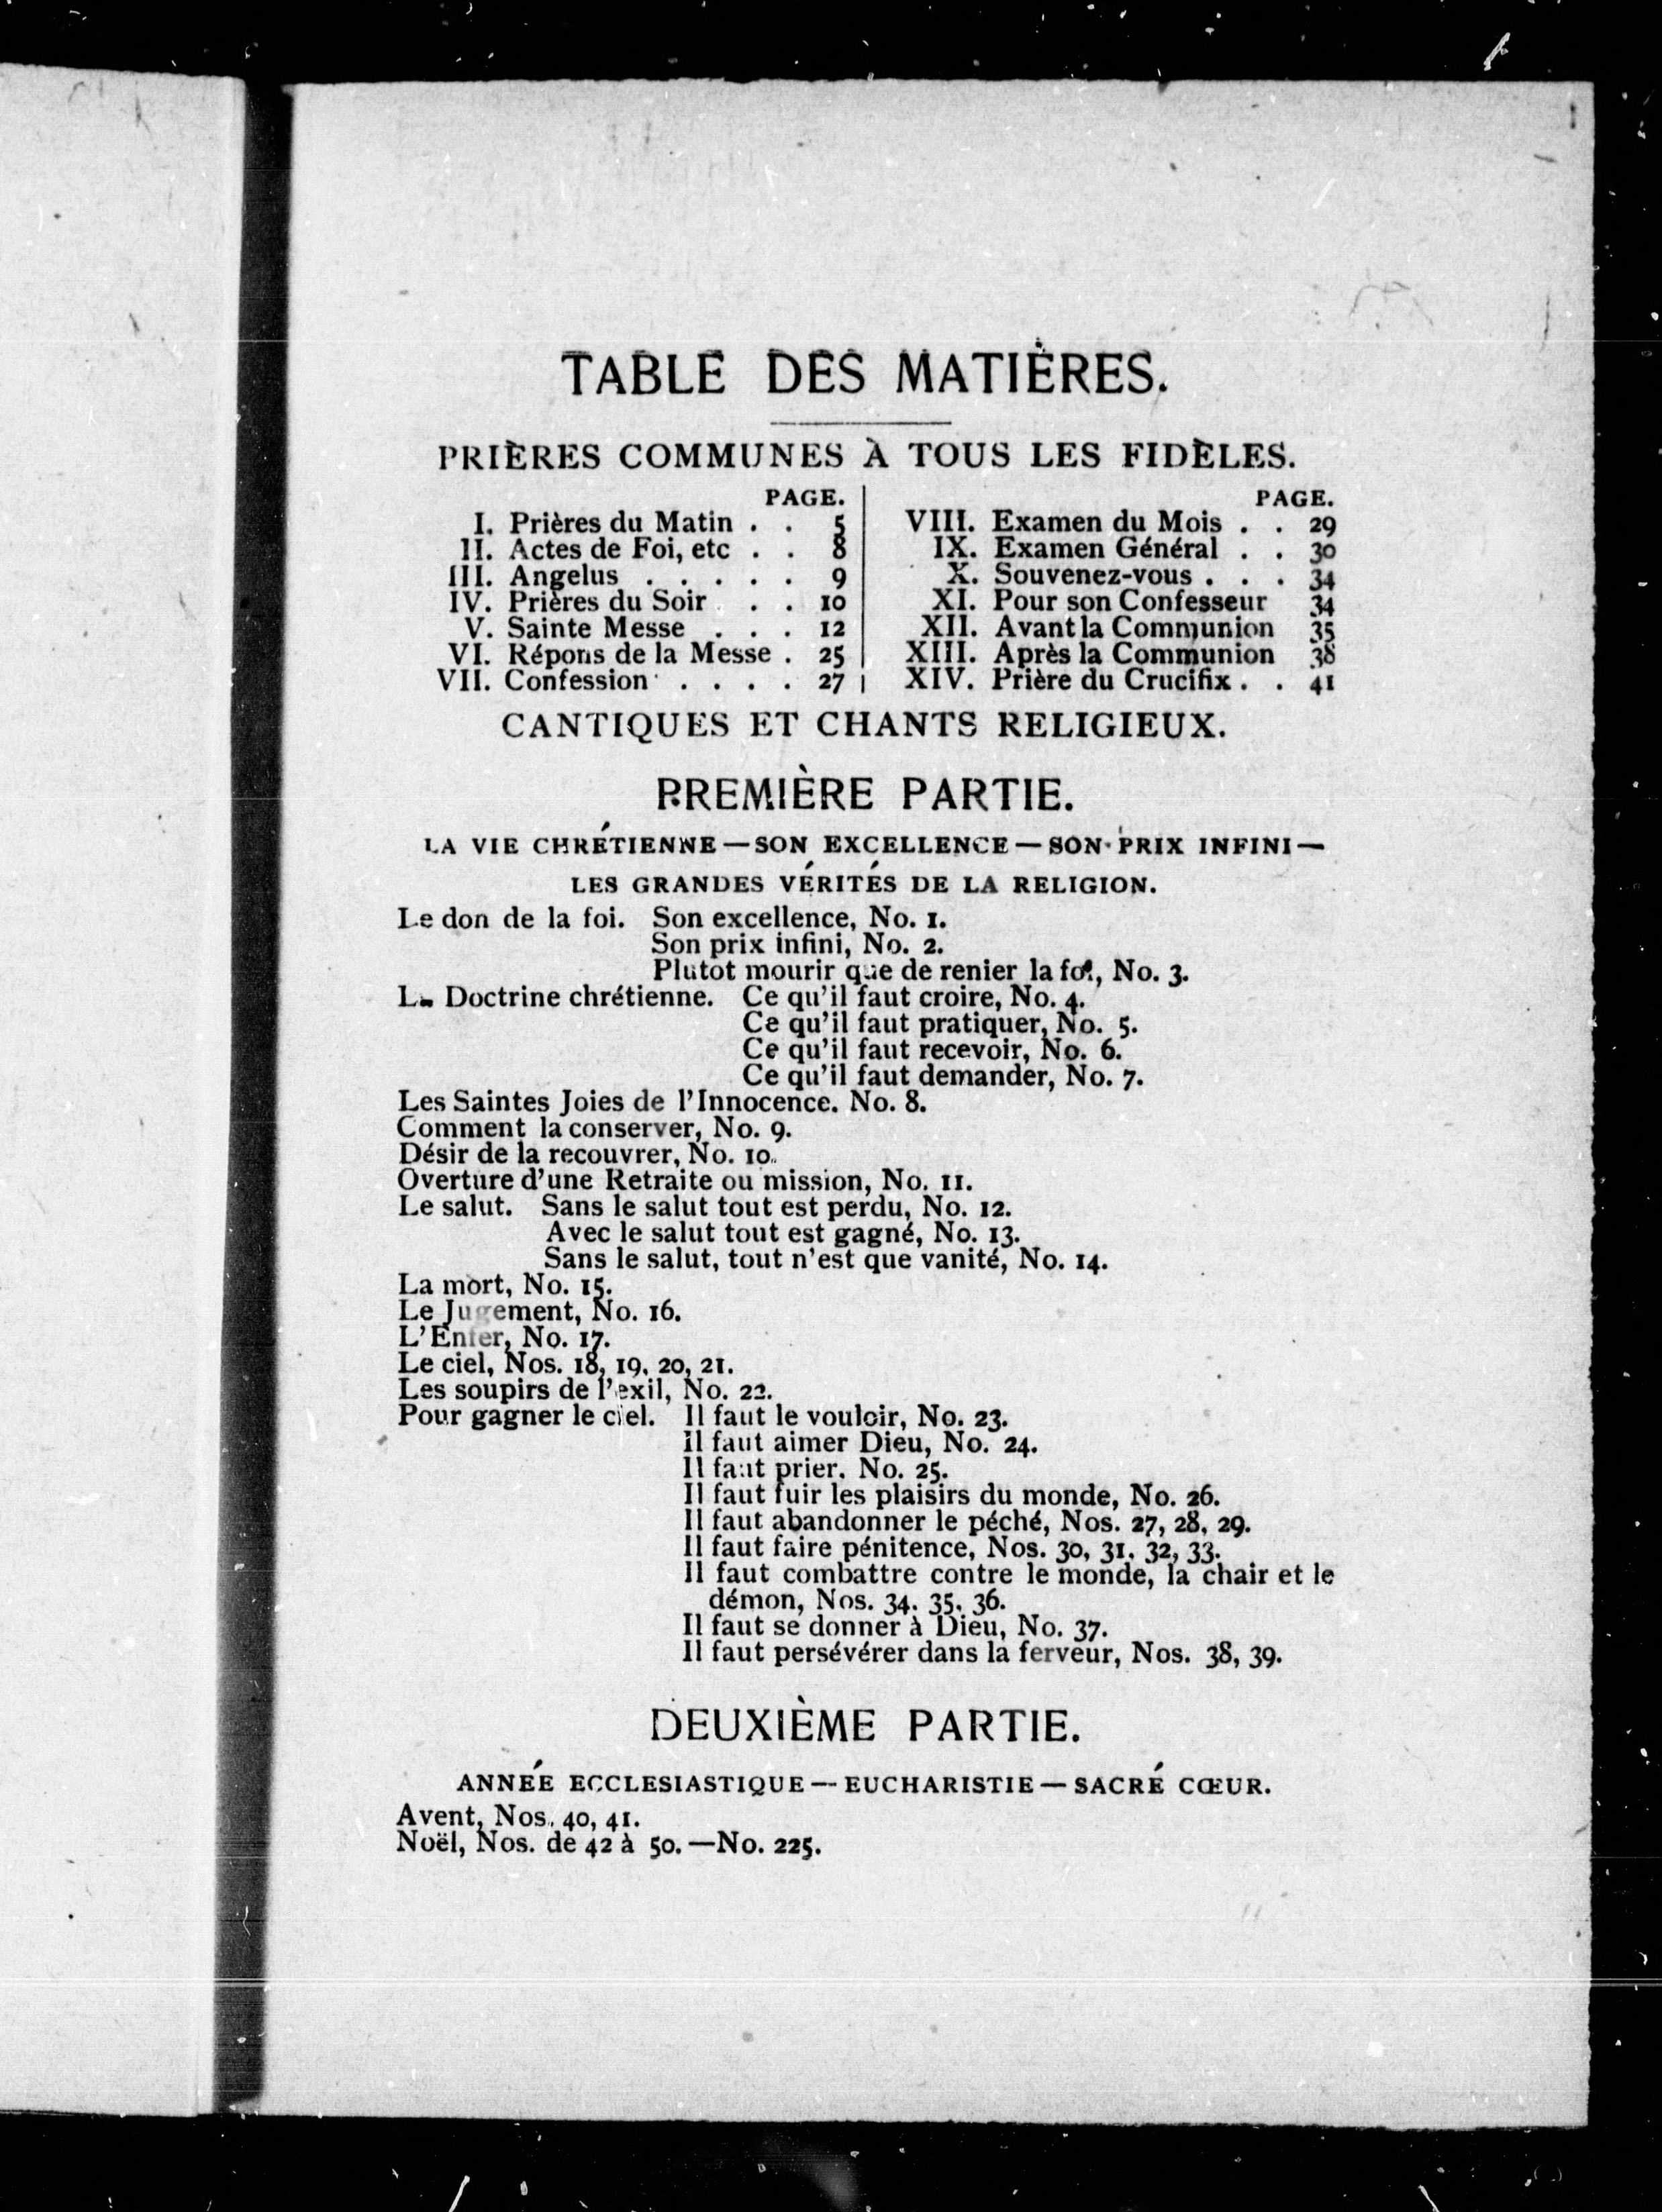 TABLE DES MATIÈRES.
PRIÈRES COMMUNES À TOUS LES FIDÈLES.
PAGE.
I. Prières du Matin . . 5
II. Actes de Foi, etc . . 8
III. Angelus . . . . . 9
IV. Prières du Soir . . 10
V. Sainte Messe . . . 12
VI. Répons de la Messe . 25
VII. Confession . . . . 27
PAGE.
VIII. Examen du Mois . . 29
IX. Examen Général . . 30
X. Souvenez-vous . . . 34
XI. Pour son Confesseur 34
XII. Avant la Communion 35
XIII. Après la Communion 38
XIV. Prière du Crucifix . . 41
CANTIQUES ET CHANTS RELIGIEUX.
PREMIÈRE PARTIE.
LA VIE CHRÉTIENNE — SON EXCELLENCE — SON PRIX INFINI —
LES GRANDES VÉRITÉS DE LA RELIGION.
Le don de la foi. Son excellence, No. 1.
Son prix infini, No. 2.
Plutot mourir que de renier la foi, No. 3.
La Doctrine chrétienne. Ce qu'il faut croire, No. 4.
Ce qu'il faut pratiquer, No. 5.
Ce qu'il faut recevoir, No. 6.
Ce qu'il faut demander, No. 7.
Les Saintes Joies de l'Innocence. No. 8.
Comment la conserver, No. 9.
Désir de la recouvrer, No. 10.
Overture d'une Retraite ou mission, No. 11.
Le salut. Sans le salut tout est perdu, No. 12.
Avec le salut tout est gagné, No. 13.
Sans le salut, tout n'est que vanité, No. 14.
La mort, No. 15.
Le Jugement, No. 16.
L'Enfer, No. 17.
Le ciel, Nos. 18, 19, 20, 21.
Les soupirs de l'exil, No. 22.
Pour gagner le ciel. Il faut le vouloir, No. 23.
Il faut aimer Dieu, No. 24.
Il faut prier. No. 25.
Il faut fuir les plaisirs du monde, No. 26.
Il faut abandonner le péché, Nos. 27, 28, 29.
Il faut faire pénitence, Nos. 30, 31, 32, 33.
Il faut combattre contre le monde, la chair et le
démon, Nos. 34. 35, 36.
Il faut se donner à Dieu, No. 37.
Il faut persévérer dans la ferveur, Nos. 38, 39.
DEUXIÈME PARTIE.
ANNÉE ECCLESIASTIQUE — EUCHARISTIE — SACRÉ CŒUR.
Avent, Nos. 40, 41.
Noël, Nos. de 42 à 50. — No. 225.